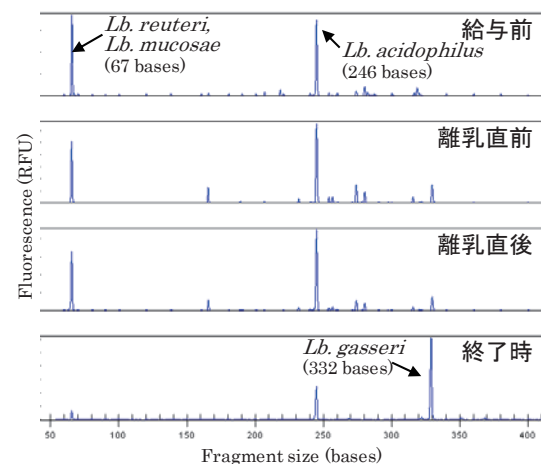 Lb. reuteri,
Lb. mucosae
(67 bases)
給与前
Lb. acidophilus
(246 bases)
離乳直前
離乳直後
終了時
Lb. gasseri
(332 bases)
Fluorescence (RFU)
50 100 150 200 250 300 350 400
Fragment size (bases)